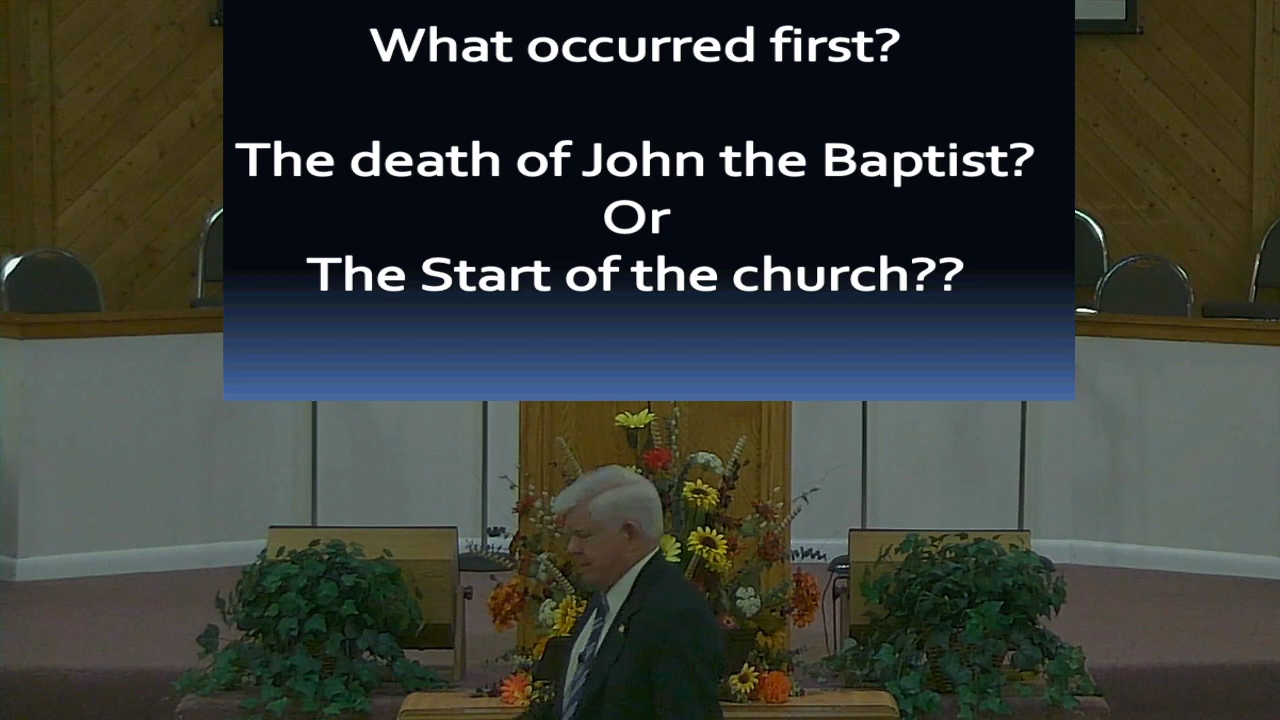 What occurred first?
The death of John the Baptist?
Or
The Start of the church??